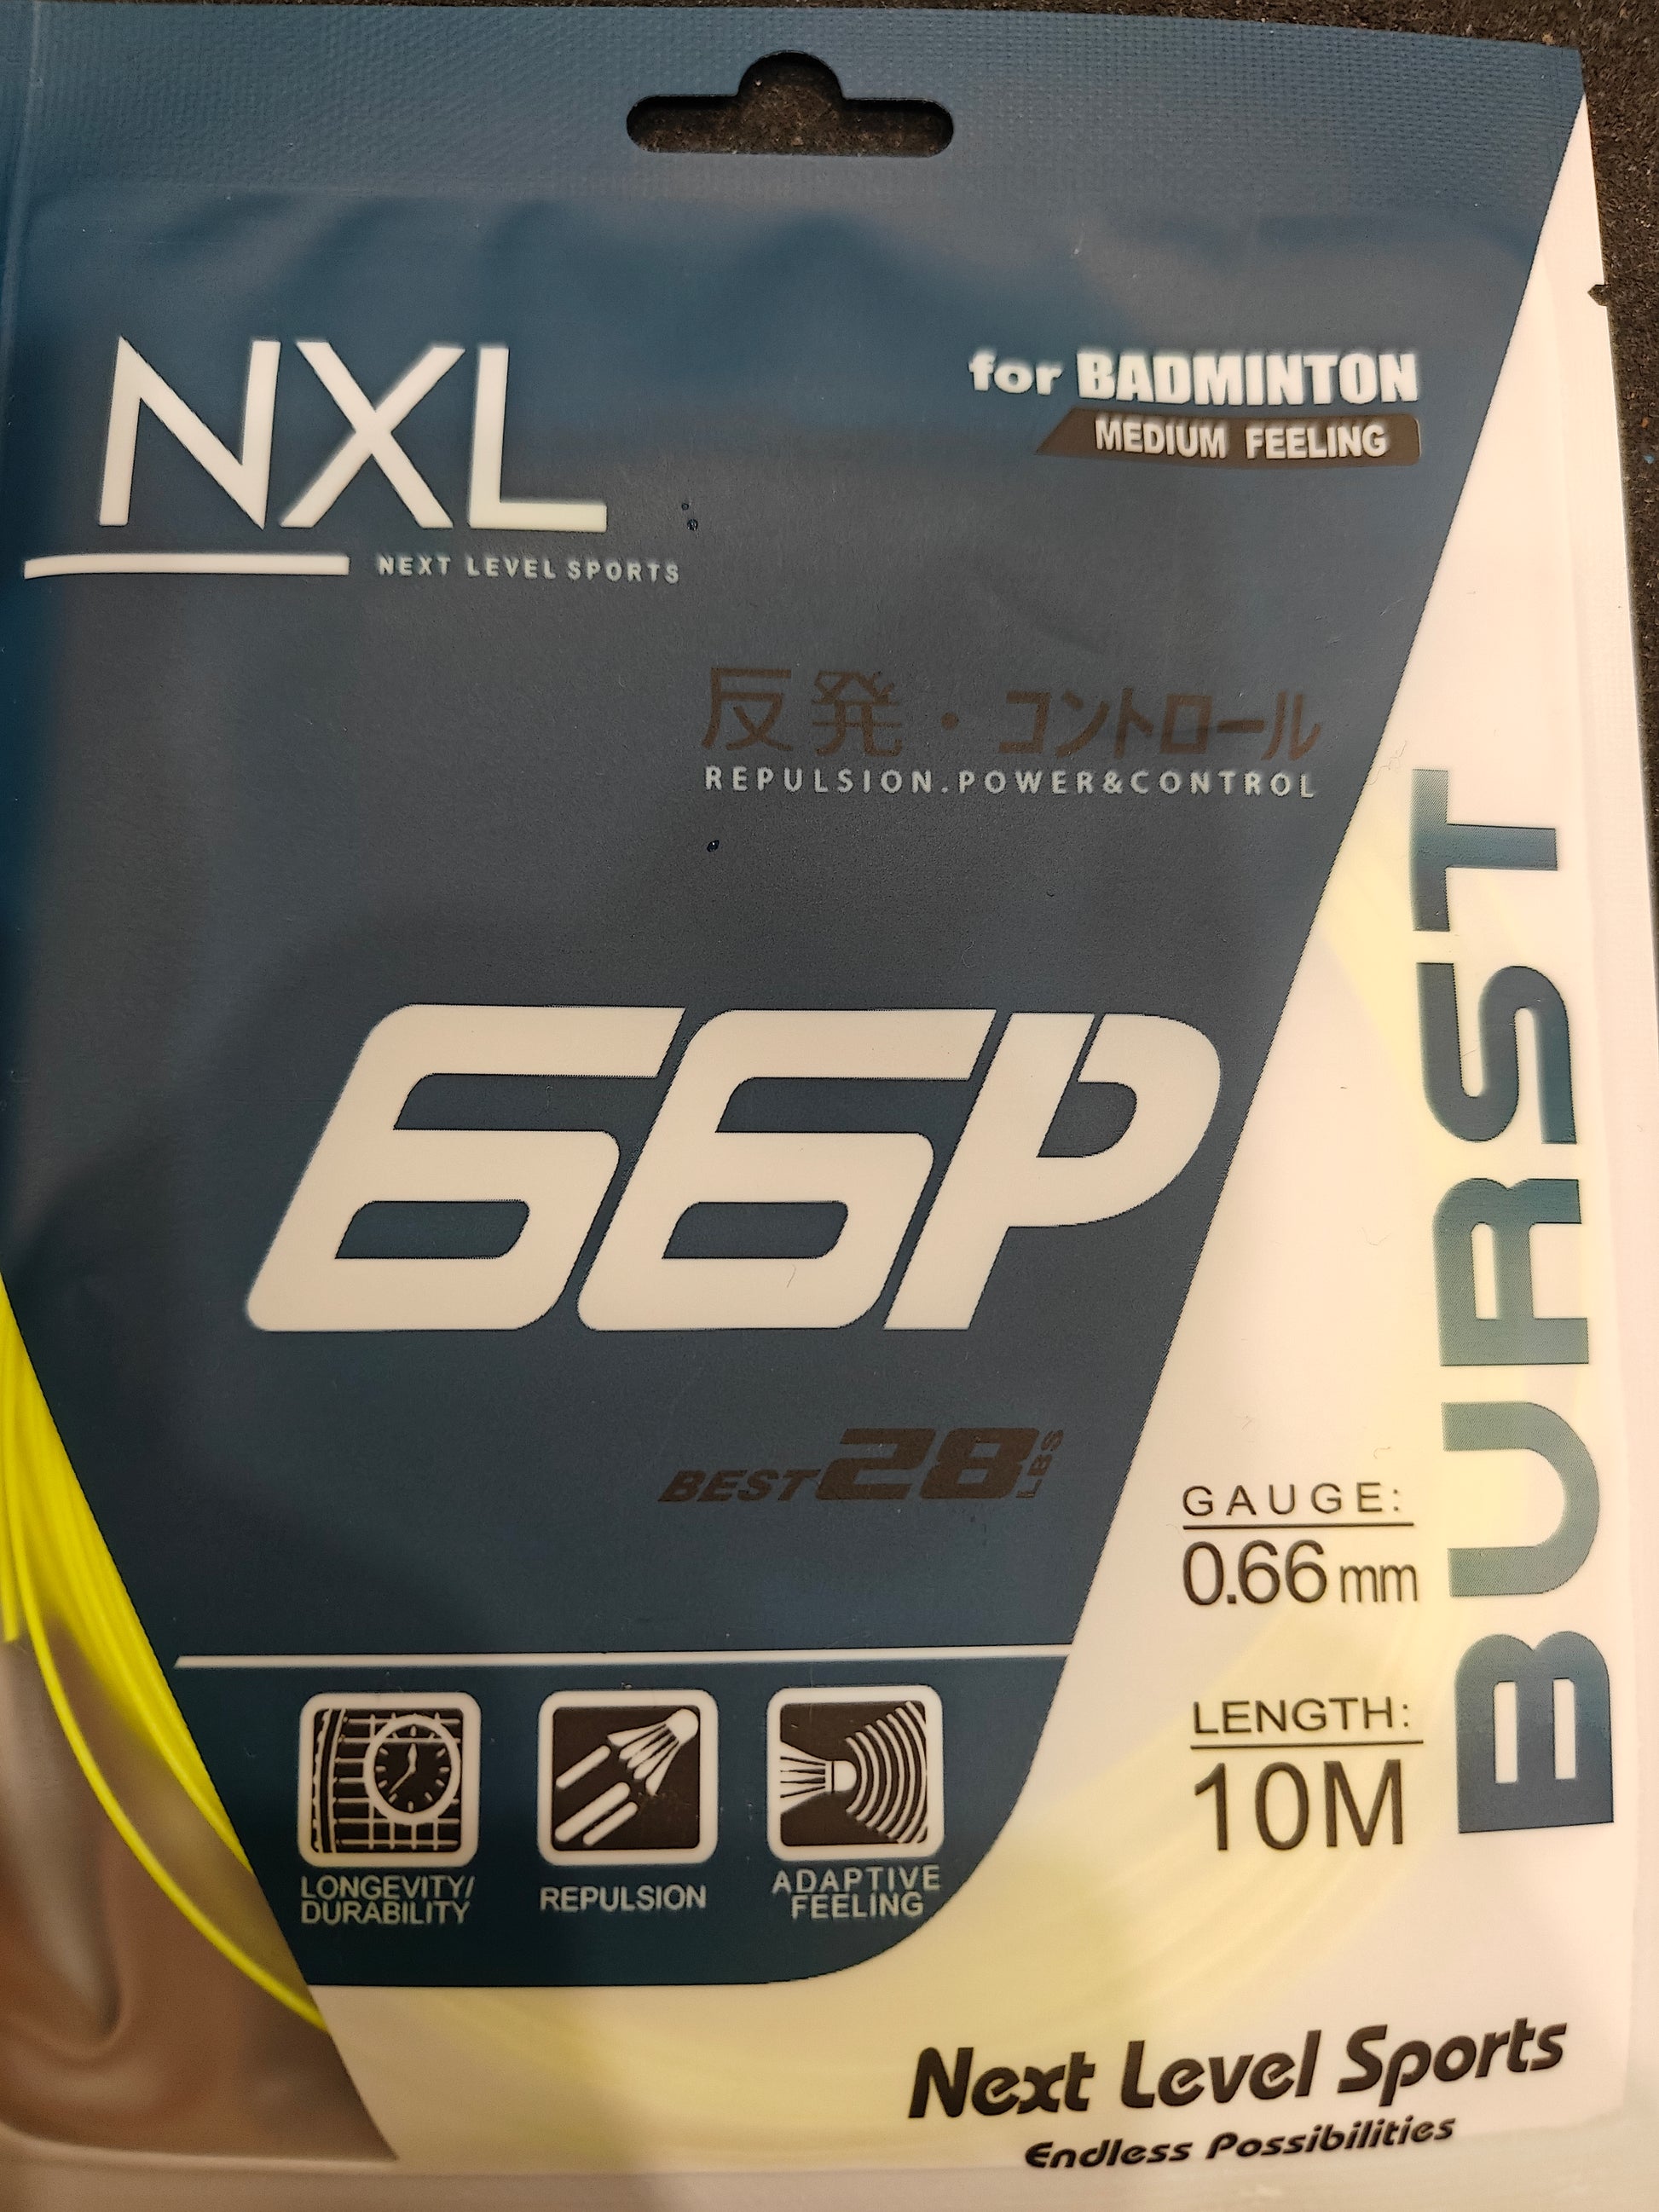 NXL
NEXT LEVEL SPORTS
for BADMINTON
MEDIUM FEELING
反発・コントロール
REPULSION.POWER&CONTROL
66P
BEST 28 LBS
BURST
GAUGE:
0.66mm
LENGTH:
10M
LONGEVITY/
DURABILITY
REPULSION
ADAPTIVE
FEELING
Next Level Sports
Endless Possibilities